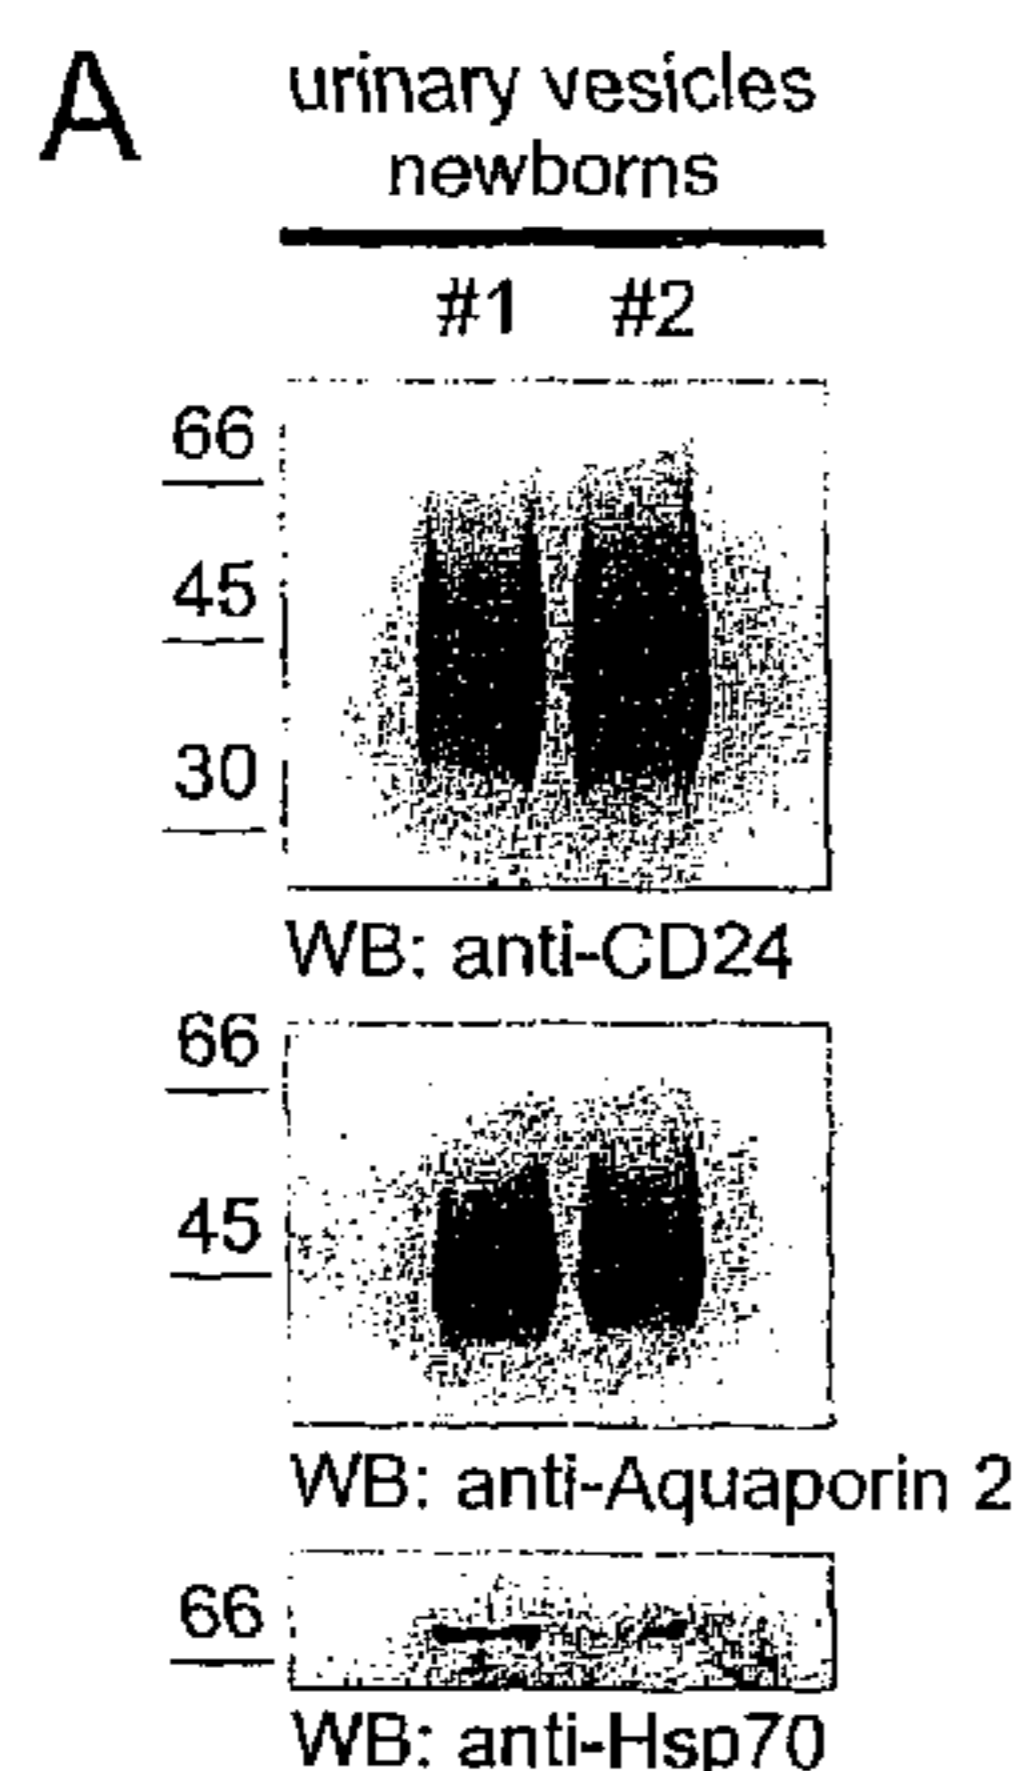 A
urinary vesicles
newborns
#1 #2
66
45
30
WB: anti-CD24
66
45
WB: anti-Aquaporin 2
66
WB: anti-Hsp70